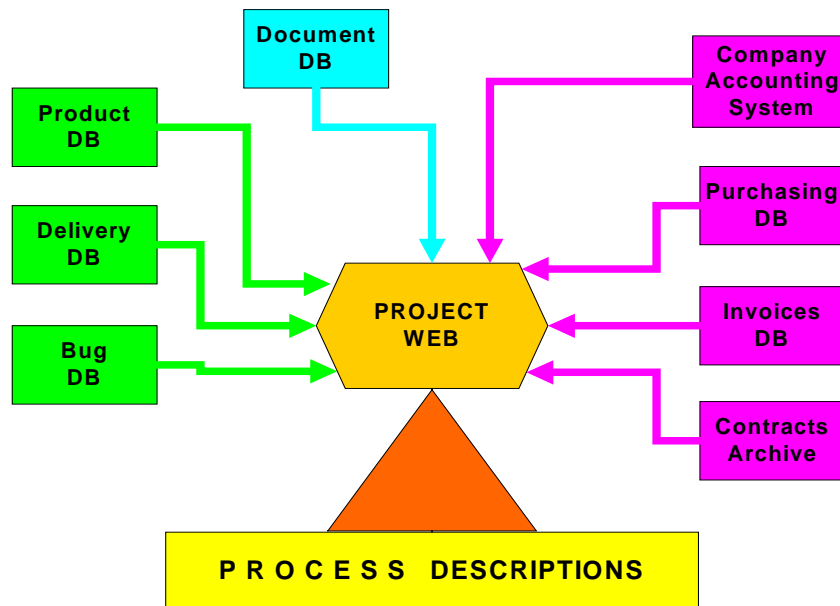 Document
DB
Company
Accounting
System
Product
DB
Purchasing
DB
Delivery
DB
PROJECT
WEB
Invoices
DB
Bug
DB
Contracts
Archive
PROCESS DESCRIPTIONS